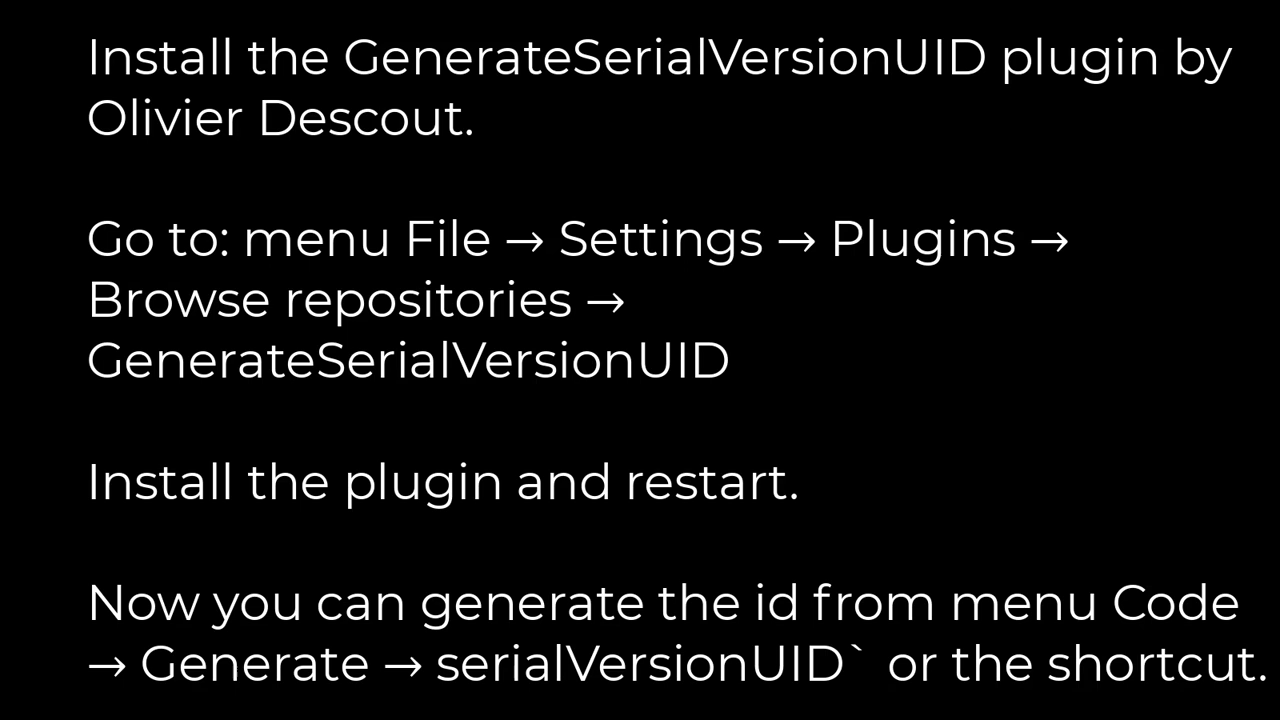 Install the GenerateSerialVersionUID plugin by
Olivier Descout.
Go to: menu File → Settings → Plugins →
Browse repositories →
GenerateSerialVersionUID
Install the plugin and restart.
Now you can generate the id from menu Code
→ Generate → serialVersionUID` or the shortcut.